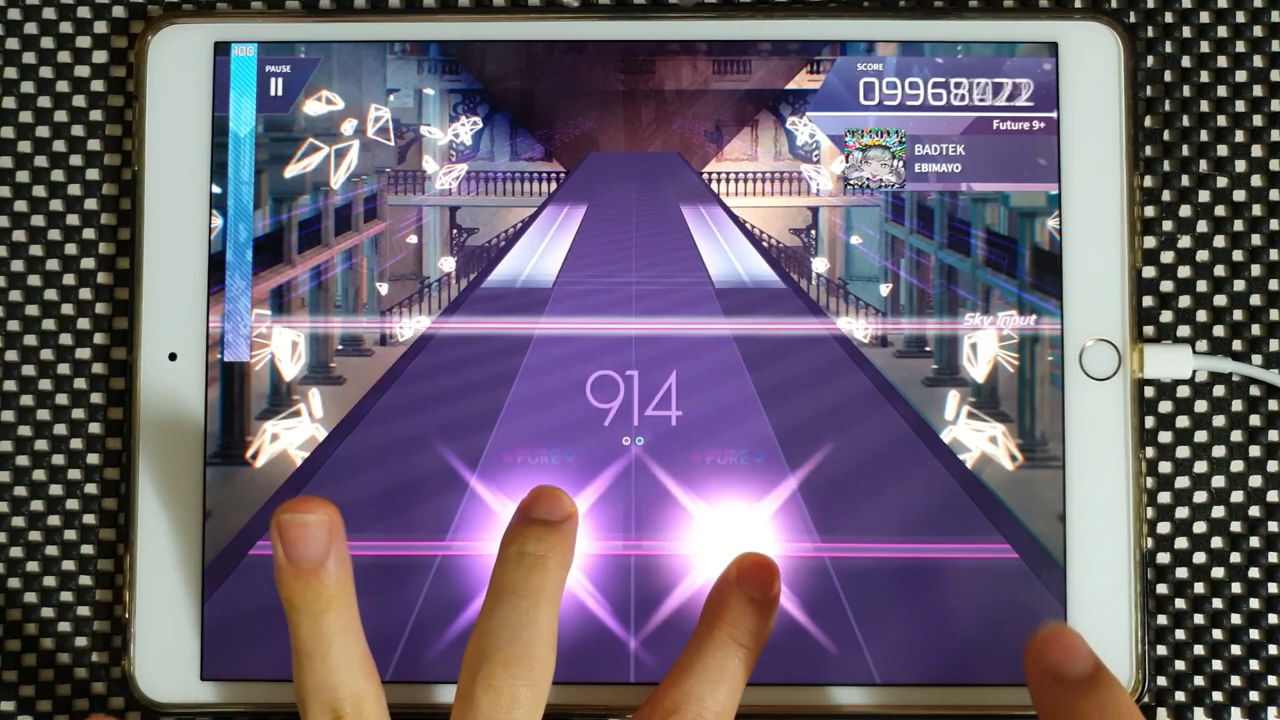 100
PAUSE
SCORE
Future 9+
BADTEK
EBIMAYO
Sky Input
914
PURE PURE